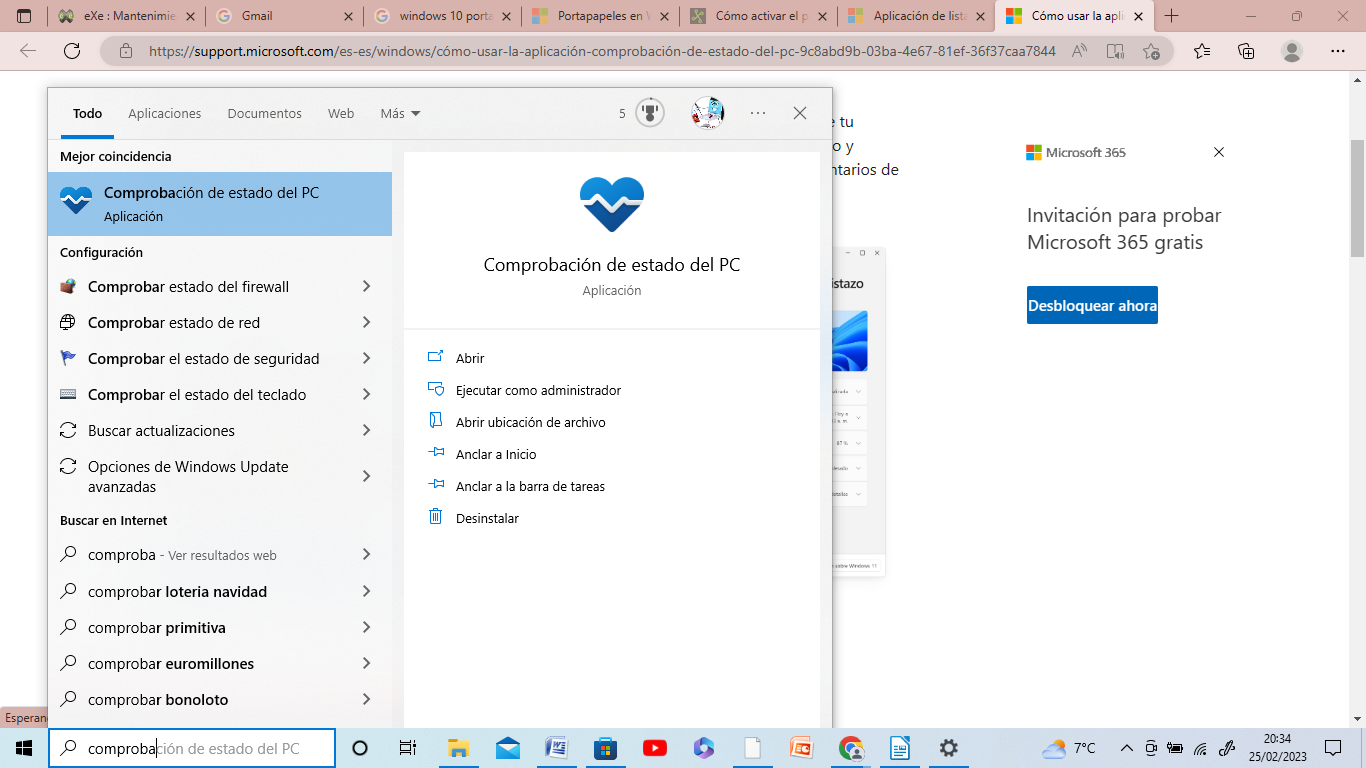 eXe : Mantenimie
Gmail
windows 10 porta
Portapapeles en W
Cómo activar el p
Aplicación de lista
Cómo usar la apli
https://support.microsoft.com/es-es/windows/cómo-usar-la-aplicación-comprobación-de-estado-del-pc-9c8abd9b-03ba-4e67-81ef-36f37caa7844
Todo Aplicaciones Documentos Web Más 5
Mejor coincidencia
Comprobación de estado del PC
Aplicación
Configuración
Comprobar estado del firewall
Comprobar estado de red
Comprobar el estado de seguridad
Comprobar el estado del teclado
Buscar actualizaciones
Opciones de Windows Update
avanzadas
Buscar en Internet
comproba - Ver resultados web
comprobar loteria navidad
comprobar primitiva
comprobar euromillones
comprobar bonoloto
Comprobación de estado del PC
Aplicación
Abrir
Ejecutar como administrador
Abrir ubicación de archivo
Anclar a Inicio
Anclar a la barra de tareas
Desinstalar
e tu
o y
ntarios de
istazo
87 %
sobre Windows 11
Microsoft 365
Invitación para probar
Microsoft 365 gratis
Desbloquear ahora
Esperan
comprobación de estado del PC
7°C
20:34
25/02/2023